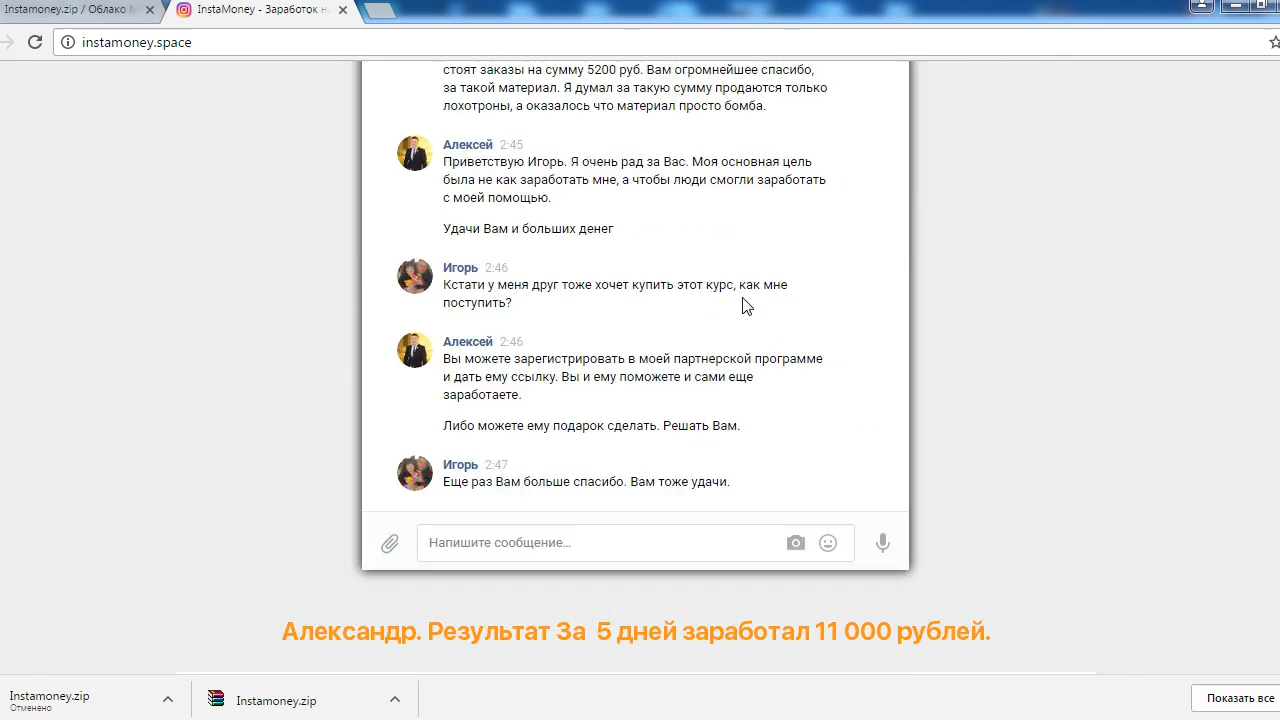 Instamoney.zip / Облако М
InstaMoney - Заработок на
instamoney.space
стоят заказы на сумму 5200 руб. Вам огромнейшее спасибо,
за такой материал. Я думал за такую сумму продаются только
лохотроны, а оказалось что материал просто бомба.
Алексей 2:45
Приветствую Игорь. Я очень рад за Вас. Моя основная цель
была не как заработать мне, а чтобы люди смогли заработать
с моей помощью.
Удачи Вам и больших денег
Игорь 2:46
Кстати у меня друг тоже хочет купить этот курс, как мне
поступить?
Алексей 2:46
Вы можете зарегистрировать в моей партнерской программе
и дать ему ссылку. Вы и ему поможете и сами еще
заработаете.
Либо можете ему подарок сделать. Решать Вам.
Игорь 2:47
Еще раз Вам больше спасибо. Вам тоже удачи.
Напишите сообщение...
Александр. Результат За 5 дней заработал 11 000 рублей.
Instamoney.zip
Отменено
Instamoney.zip
Показать все